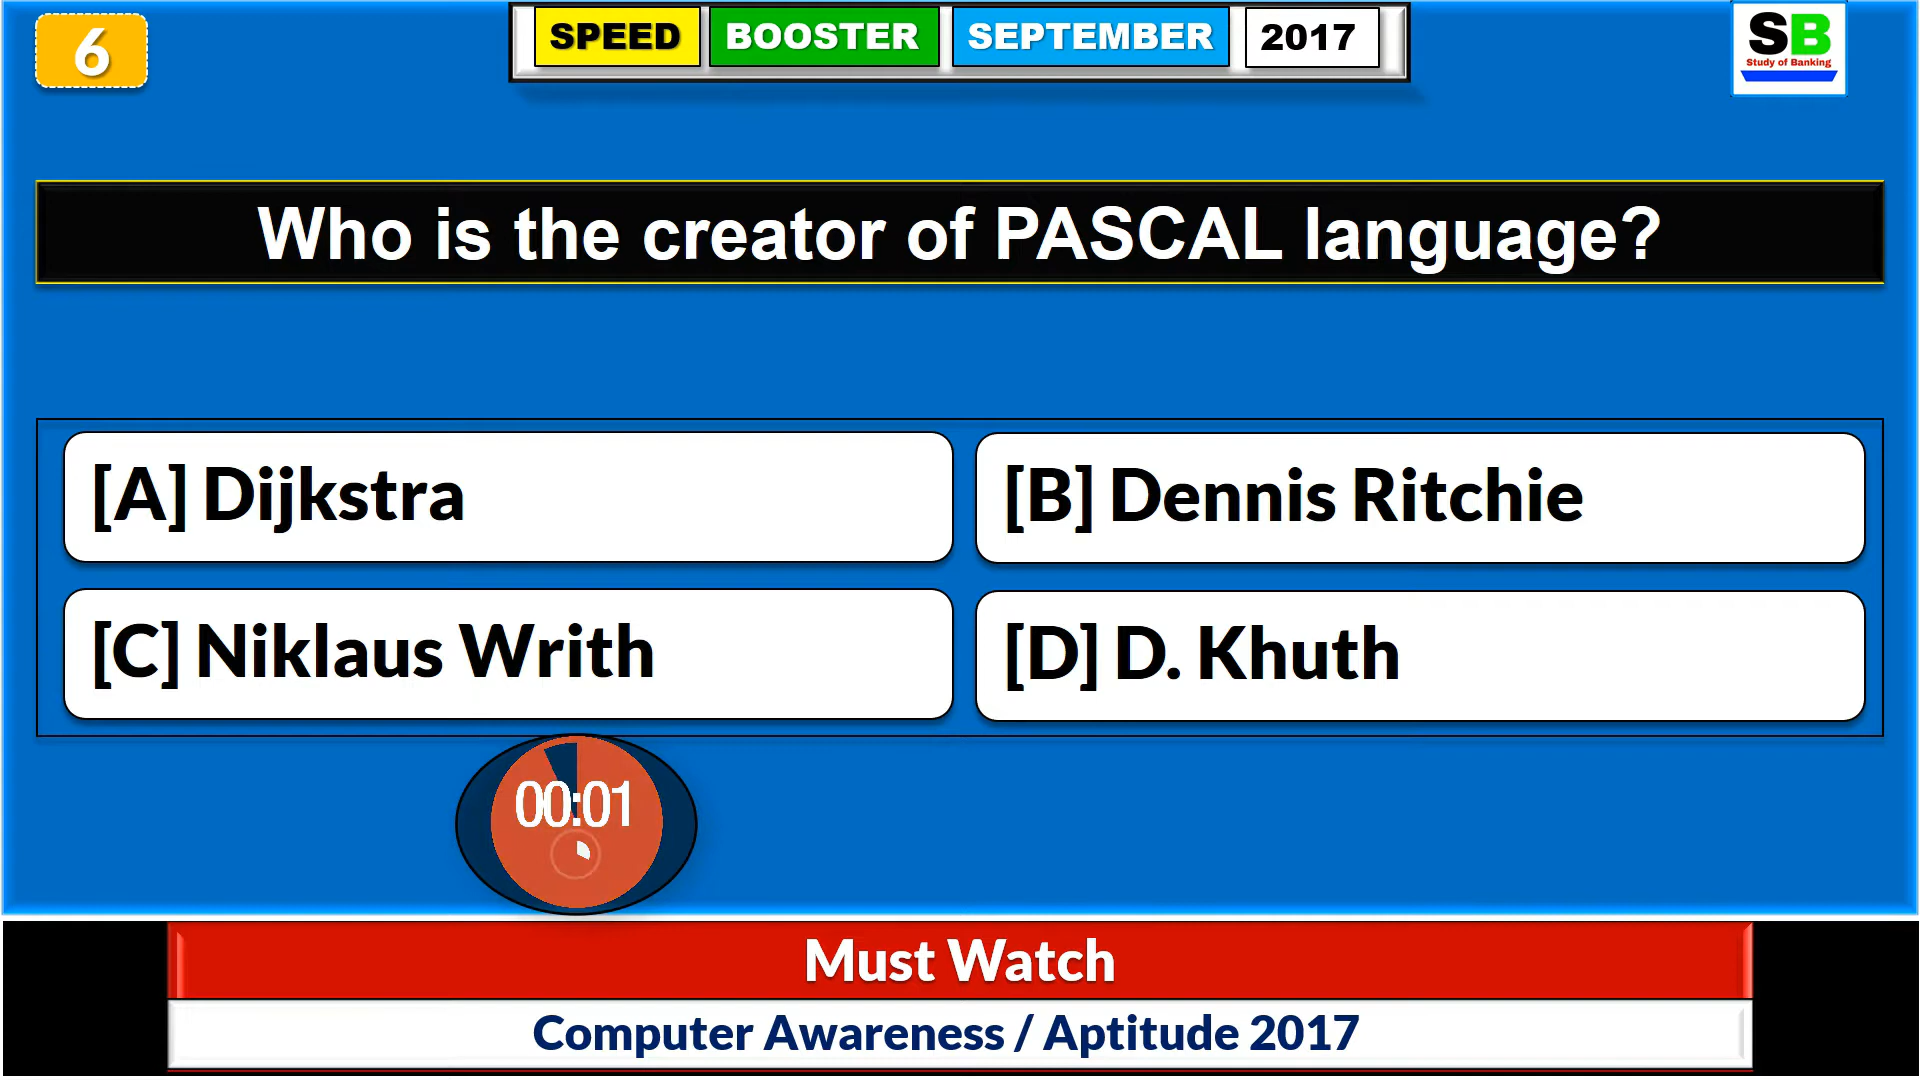 6
SPEED BOOSTER SEPTEMBER 2017
SB
Study of Banking
Who is the creator of PASCAL language?
[A] Dijkstra
[B] Dennis Ritchie
[C] Niklaus Writh
[D] D. Khuth
00:01
Must Watch
Computer Awareness / Aptitude 2017